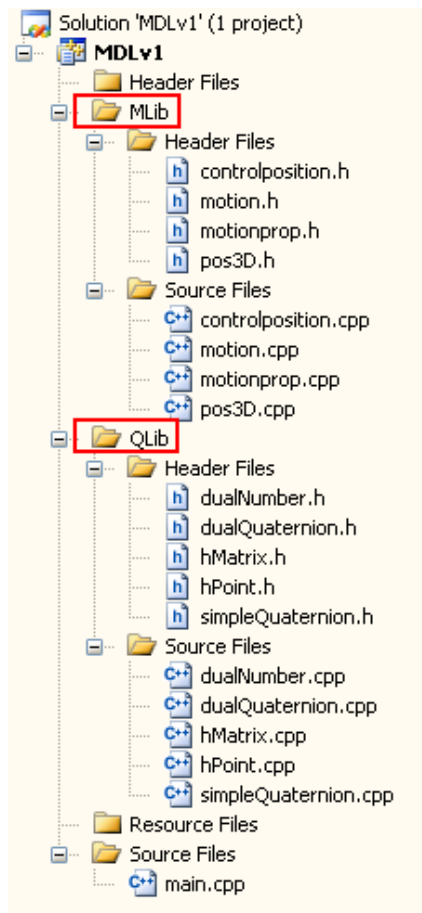 Solution 'MDLv1' (1 project)
MDLv1
Header Files
MLib
Header Files
controlposition.h
motion.h
motionprop.h
pos3D.h
Source Files
controlposition.cpp
motion.cpp
motionprop.cpp
pos3D.cpp
QLib
Header Files
dualNumber.h
dualQuaternion.h
hMatrix.h
hPoint.h
simpleQuaternion.h
Source Files
dualNumber.cpp
dualQuaternion.cpp
hMatrix.cpp
hPoint.cpp
simpleQuaternion.cpp
Resource Files
Source Files
main.cpp